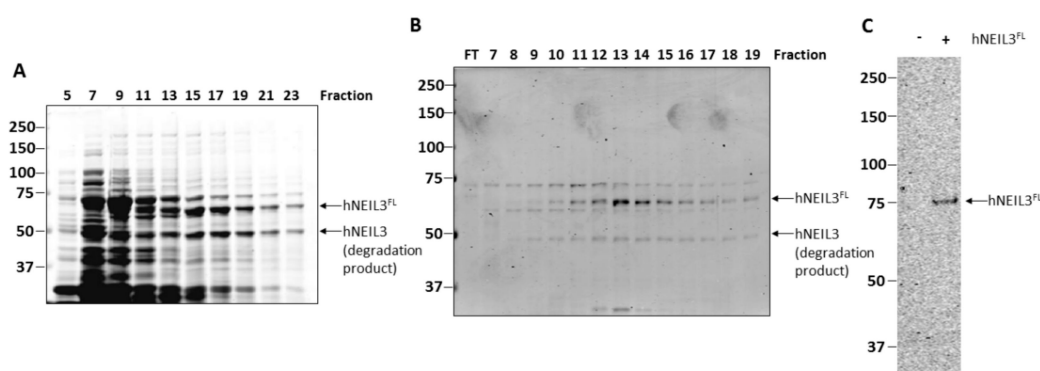 A
5 7 9 11 13 15 17 19 21 23 Fraction
250
150
100
75
50
37
hNEIL3FL
hNEIL3
(degradation
product)
B
FT 7 8 9 10 11 12 13 14 15 16 17 18 19 Fraction
250
150
100
75
50
37
hNEIL3FL
hNEIL3
(degradation
product)
C
- + hNEIL3FL
250
150
100
75
50
37
hNEIL3FL